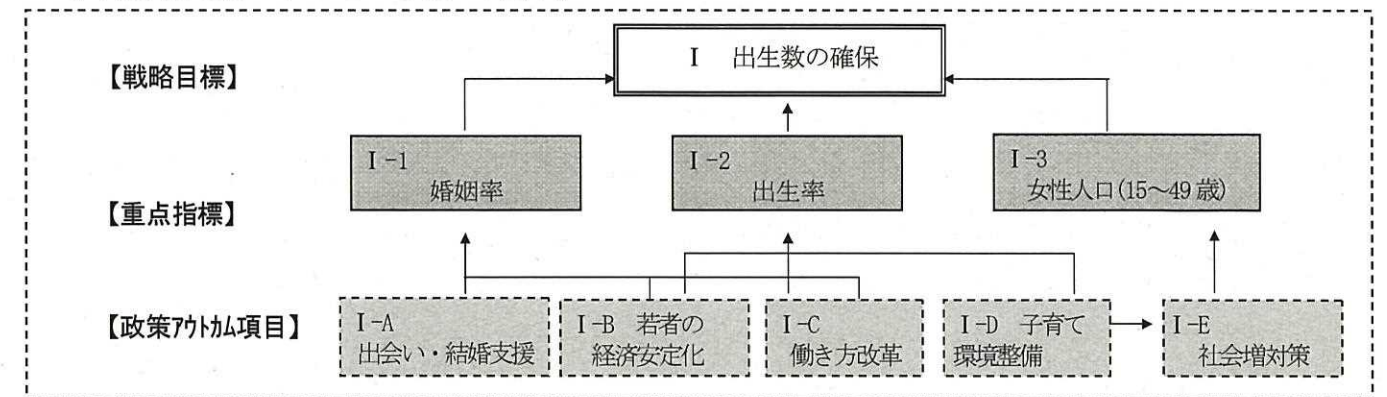 【戦略目標】
Ⅰ 出生数の確保
【重点指標】
Ⅰ-1
婚姻率
Ⅰ-2
出生率
Ⅰ-3
女性人口(15～49歳)
【政策ｱｳﾄｶﾑ項目】
Ⅰ-A
出会い・結婚支援
Ⅰ-B 若者の
経済安定化
Ⅰ-C
働き方改革
Ⅰ-D 子育て
環境整備
Ⅰ-E
社会増対策